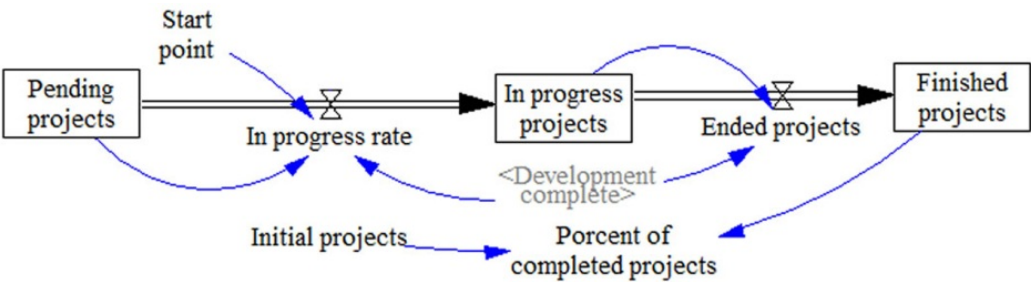 Start
point
Pending
projects
In progress rate
In progress
projects
Ended projects
Finished
projects
<Development
complete>
Initial projects
Porcent of
completed projects